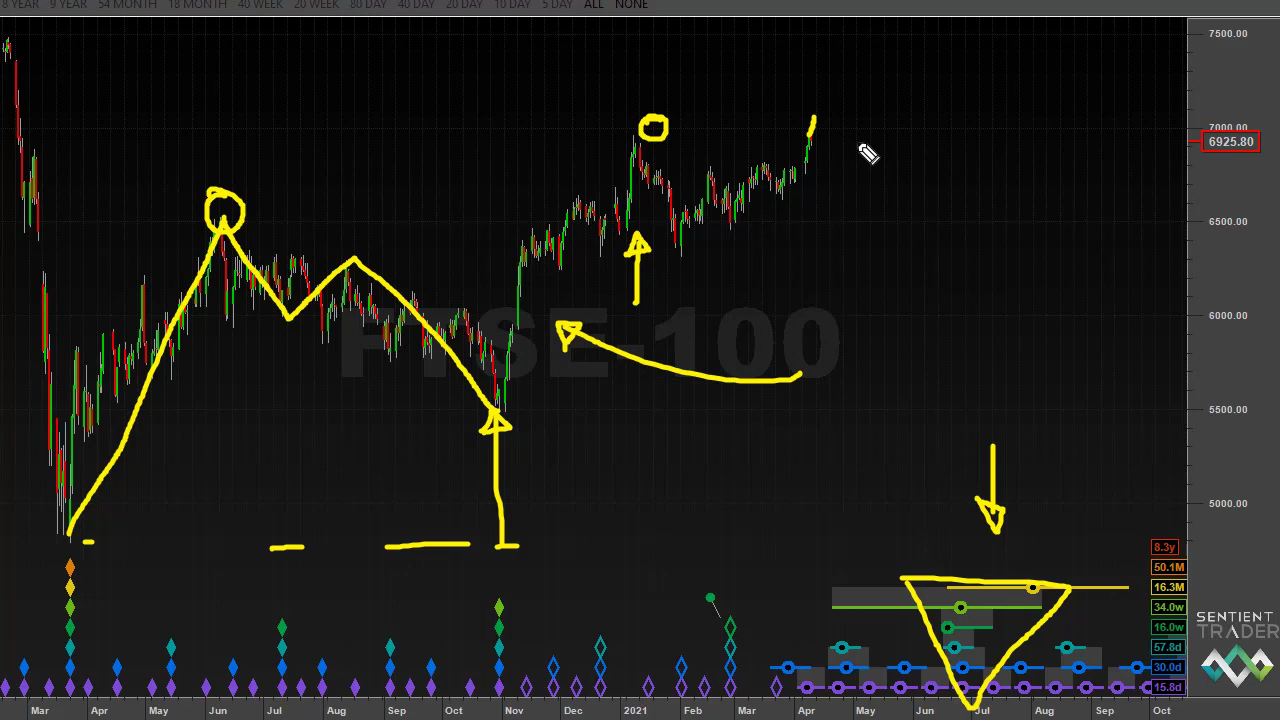 8 YEAR 9 YEAR 54 MONTH 18 MONTH 40 WEEK 20 WEEK 80 DAY 40 DAY 20 DAY 10 DAY 5 DAY ALL NONE
7500.00
7000.00
6925.80
6500.00
6000.00
FTSE-100
5500.00
5000.00
8.3y
50.1M
16.3M
34.0w
16.0w
57.8d
30.0d
15.8d
SENTIENT
TRADER
Mar Apr May Jun Jul Aug Sep Oct Nov Dec 2021 Feb Mar Apr May Jun Jul Aug Sep Oct